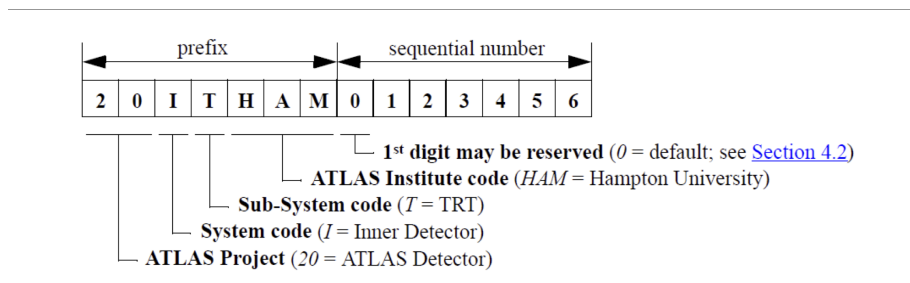 prefix sequential number
2 0 I T H A M 0 1 2 3 4 5 6
1st digit may be reserved (0 = default; see Section 4.2)
ATLAS Institute code (HAM = Hampton University)
Sub-System code (T = TRT)
System code (I = Inner Detector)
ATLAS Project (20 = ATLAS Detector)